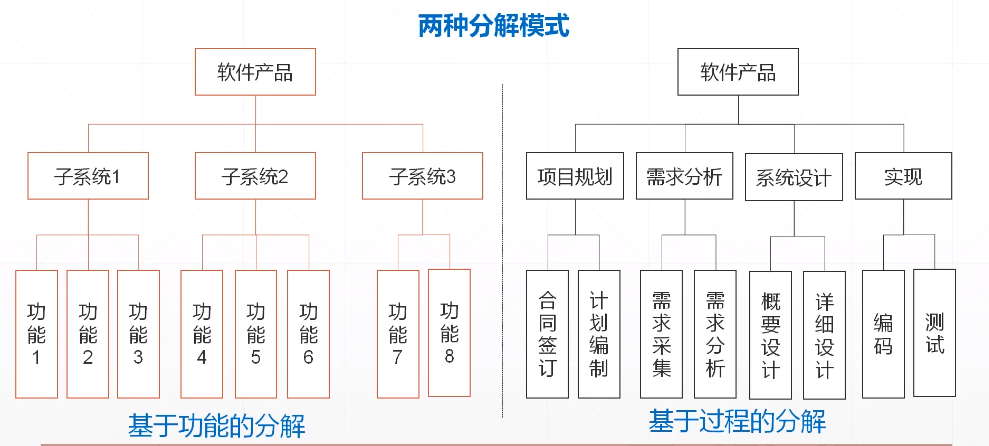 两种分解模式
软件产品
子系统1
子系统2
子系统3
功能1
功能2
功能3
功能4
功能5
功能6
功能7
功能8
基于功能的分解
软件产品
项目规划
需求分析
系统设计
实现
合同签订
计划编制
需求采集
需求分析
概要设计
详细设计
编码
测试
基于过程的分解